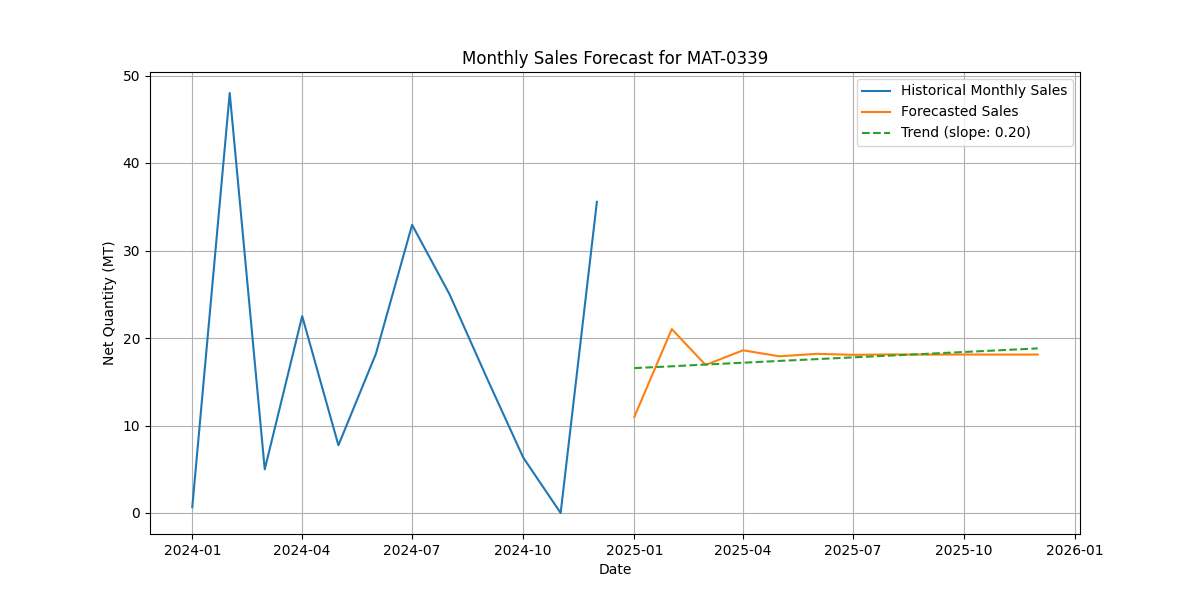 Monthly Sales Forecast for MAT-0339
Historical Monthly Sales
Forecasted Sales
Trend (slope: 0.20)
Net Quantity (MT)
50
40
30
20
10
0
2024-01 2024-04 2024-07 2024-10 2025-01 2025-04 2025-07 2025-10 2026-01
Date